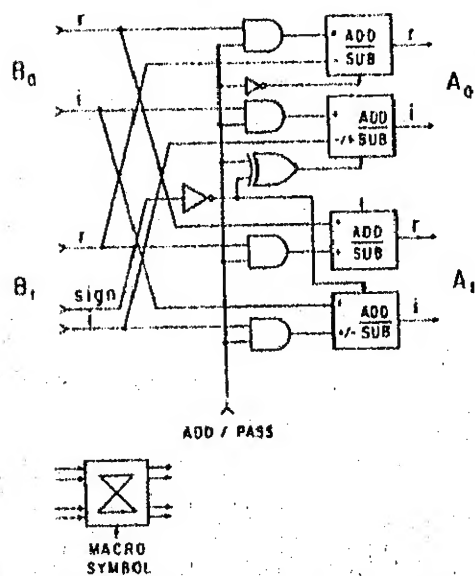 r
B₀
i
r
sign
B₁
i
+
-
ADD
SUB
r
A₀
+
-/+
ADD
SUB
i
+
+
ADD
SUB
r
A₁
+
+/-
ADD
SUB
i
ADD / PASS
MACRO
SYMBOL